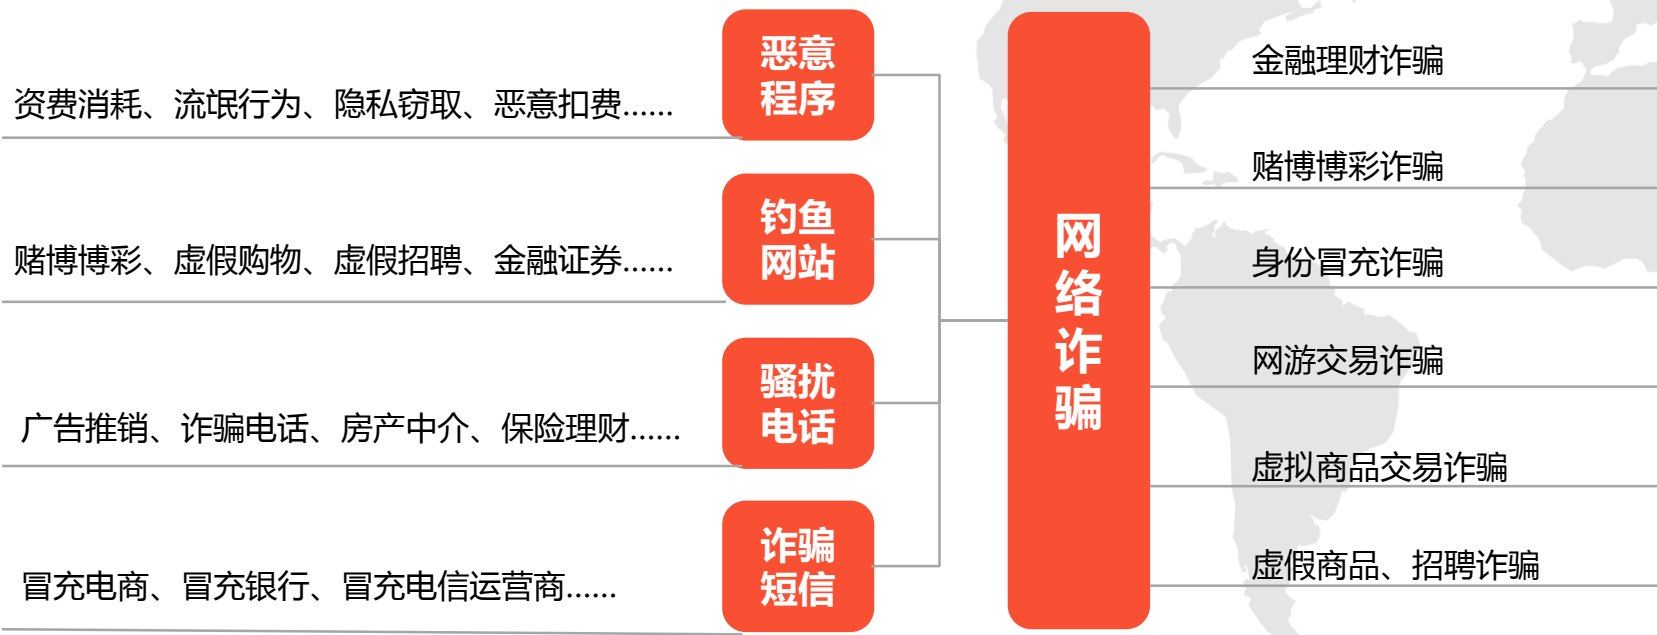 资费消耗、流氓行为、隐私窃取、恶意扣费......
恶意
程序
赌博博彩、虚假购物、虚假招聘、金融证券......
钓鱼
网站
广告推销、诈骗电话、房产中介、保险理财......
骚扰
电话
冒充电商、冒充银行、冒充电信运营商......
诈骗
短信
网
络
诈
骗
金融理财诈骗
赌博博彩诈骗
身份冒充诈骗
网游交易诈骗
虚拟商品交易诈骗
虚假商品、招聘诈骗